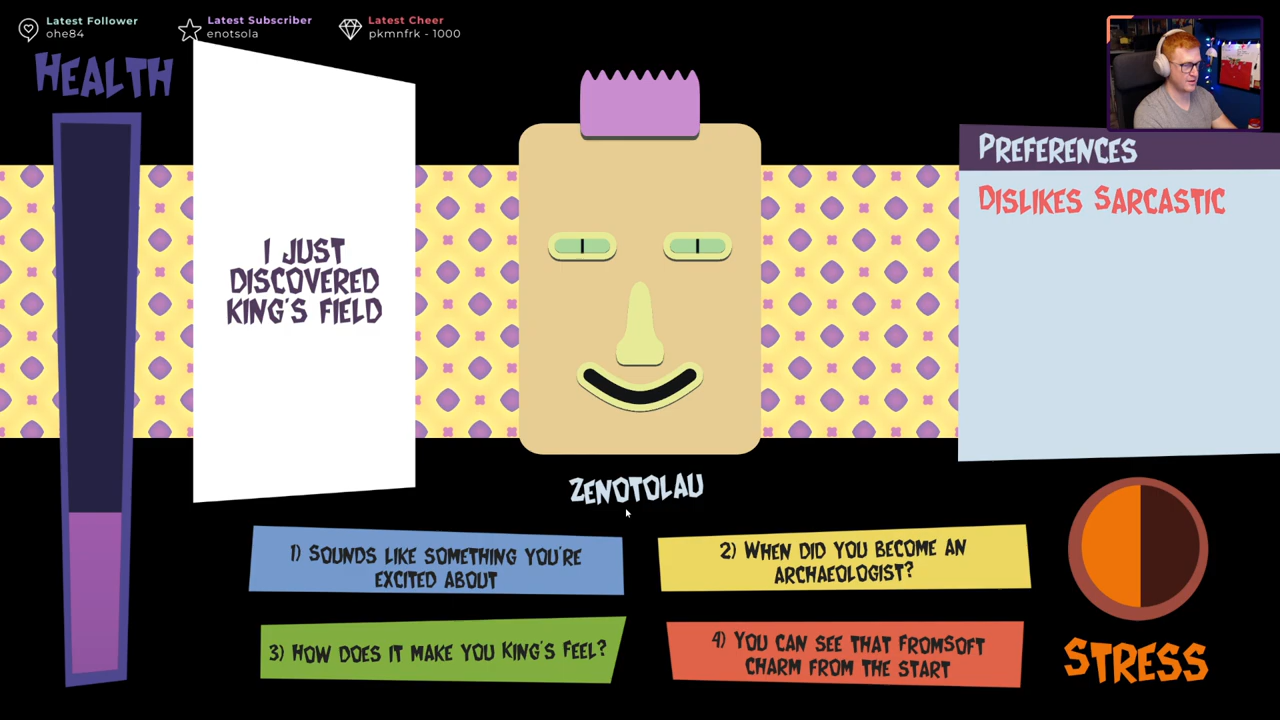 Latest Follower
ohe84
Latest Subscriber
enotsola
Latest Cheer
pkmnfrk - 1000
HEALTH
I JUST
DISCOVERED
KING'S FIELD
PREFERENCES
DISLIKES SARCASTIC
ZENOTOLAU
1) SOUNDS LIKE SOMETHING YOU'RE
EXCITED ABOUT
2) WHEN DID YOU BECOME AN
ARCHAEOLOGIST?
3) HOW DOES IT MAKE YOU KING'S FEEL?
4) YOU CAN SEE THAT FROMSOFT
CHARM FROM THE START
STRESS